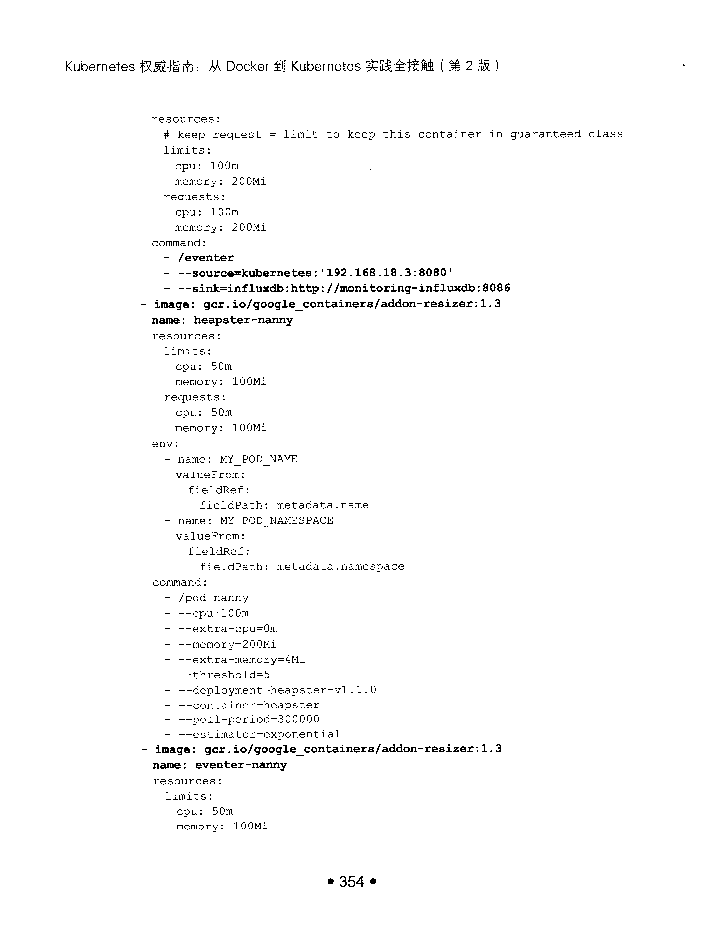 Kubernetes 权威指南：从 Docker 到 Kubernetes 实践全接触（第 2 版）
resources:
# keep request = limit to keep this container in guaranteed class
limits:
cpu: 100m
memory: 200Mi
requests:
cpu: 100m
memory: 200Mi
command:
- /eventer
- --source=kubernetes:'192.168.18.3:8080'
- --sink=influxdb:http://monitoring-influxdb:8086
- image: gcr.io/google_containers/addon-resizer:1.3
name: heapster-nanny
resources:
limits:
cpu: 50m
memory: 100Mi
requests:
cpu: 50m
memory: 100Mi
env:
- name: MY_POD_NAME
valueFrom:
fieldRef:
fieldPath: metadata.name
- name: MY_POD_NAMESPACE
valueFrom:
fieldRef:
fieldPath: metadata.namespace
command:
- /pod_nanny
- --cpu=100m
- --extra-cpu=0m
- --memory=200Mi
- --extra-memory=4Mi
- --threshold=5
- --deployment=heapster-v1.1.0
- --container=heapster
- --poll-period=300000
- --estimator=exponential
- image: gcr.io/google_containers/addon-resizer:1.3
name: eventer-nanny
resources:
limits:
cpu: 50m
memory: 100Mi
• 354 •